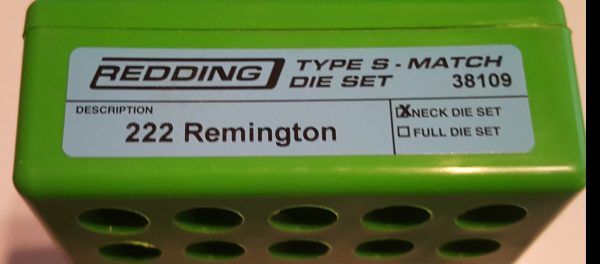 REDDING TYPE S - MATCH
DIE SET 38109
DESCRIPTION
222 Remington
☒ NECK DIE SET
☐ FULL DIE SET